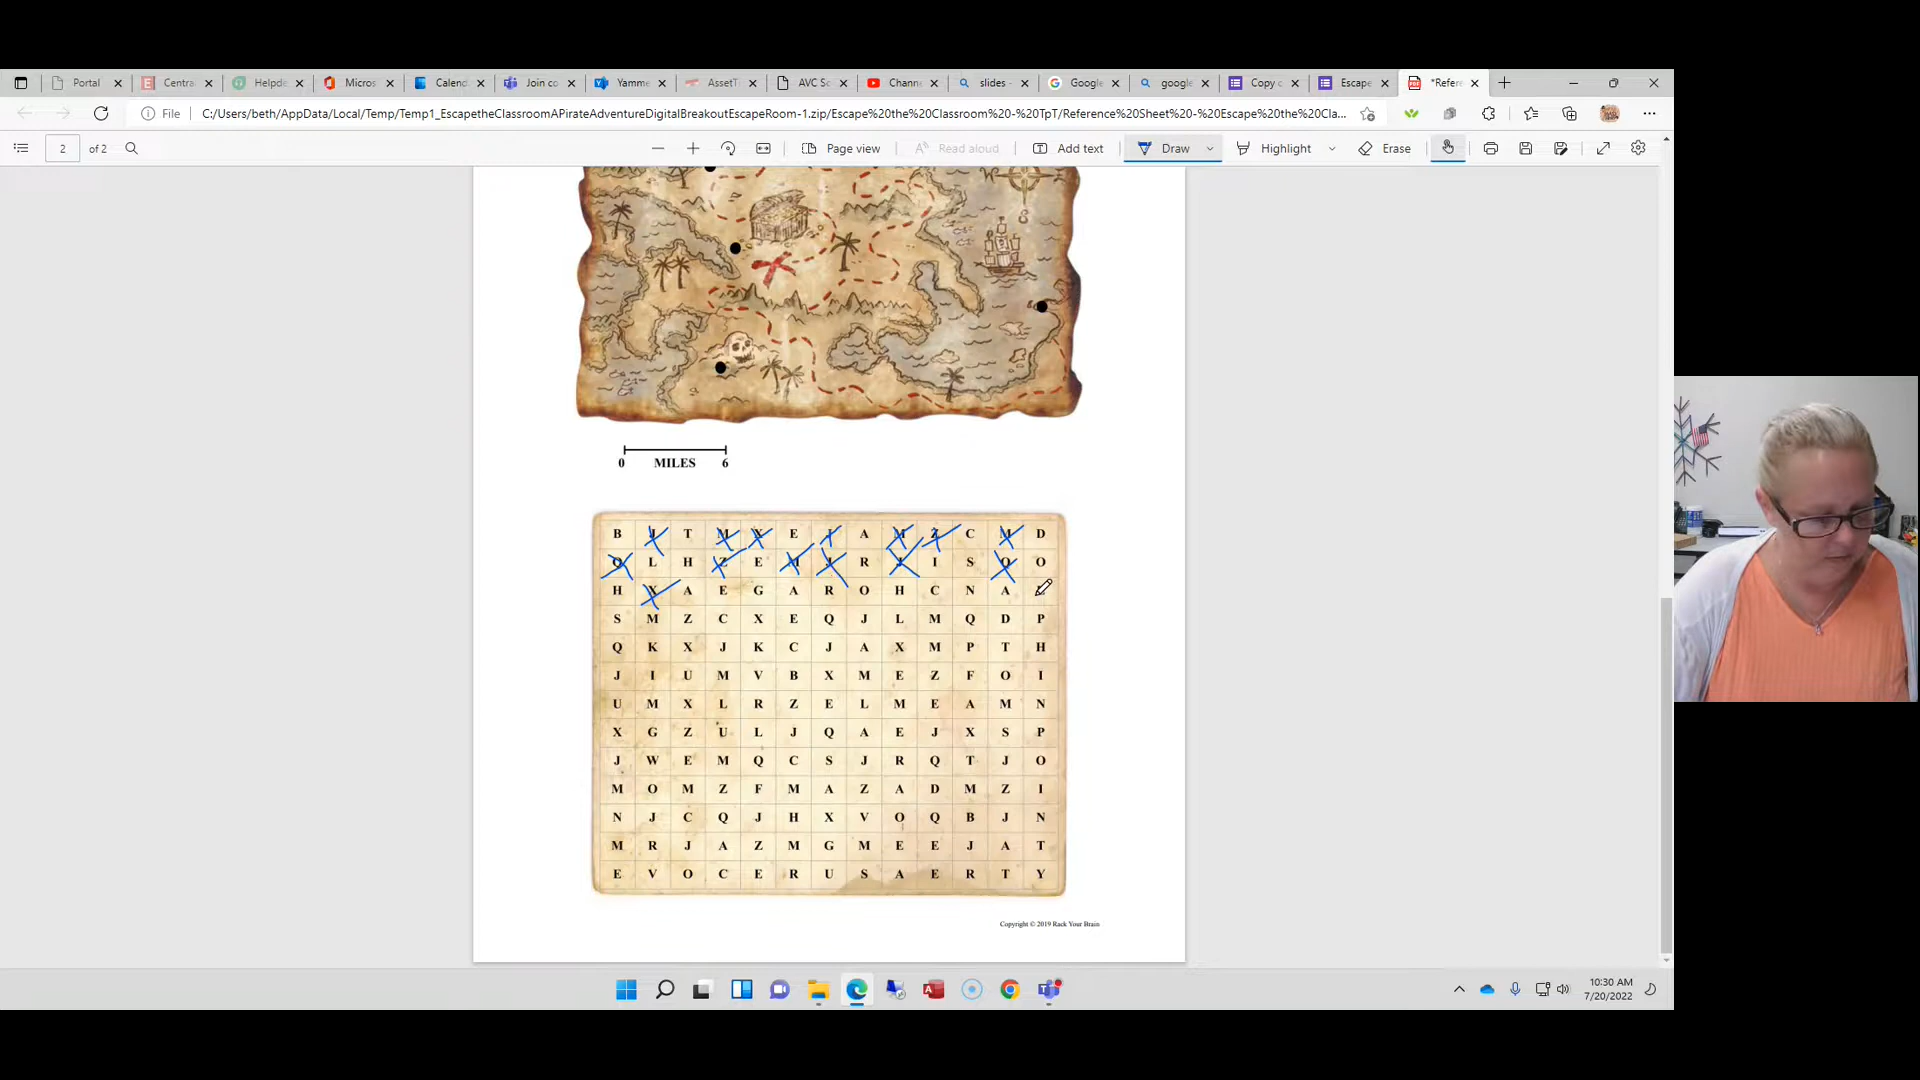 Portal
Centra
Helpde
Micros
Calend
Join co
Yamme
AssetT
AVC Sc
Chann
slides -
Google
google
Copy c
Escape
*Refere
File
C:/Users/beth/AppData/Local/Temp/Temp1_EscapetheClassroomAPirateAdventureDigitalBreakoutEscapeRoom-1.zip/Escape%20the%20Classroom%20-%20TpT/Reference%20Sheet%20-%20Escape%20the%20Cla...
2 of 2
Page view
Read aloud
Add text
Draw
Highlight
Erase
W
S
0 MILES 6
B J T M X E J A M Z C M D
Q L H Z E M J R J I S Q O
H X A E G A R O H C N A
S M Z C X E Q J L M Q D P
Q K X J K C J A X M P T H
J I U M V B X M E Z F O I
U M X L R Z E L M E A M N
X G Z U L J Q A E J X S P
J W E M Q C S J R Q T J O
M O M Z F M A Z A D M Z I
N J C Q J H X V O Q B J N
M R J A Z M G M E E J A T
E V O C E R U S A E R T Y
Copyright © 2019 Rack Your Brain
10:30 AM
7/20/2022